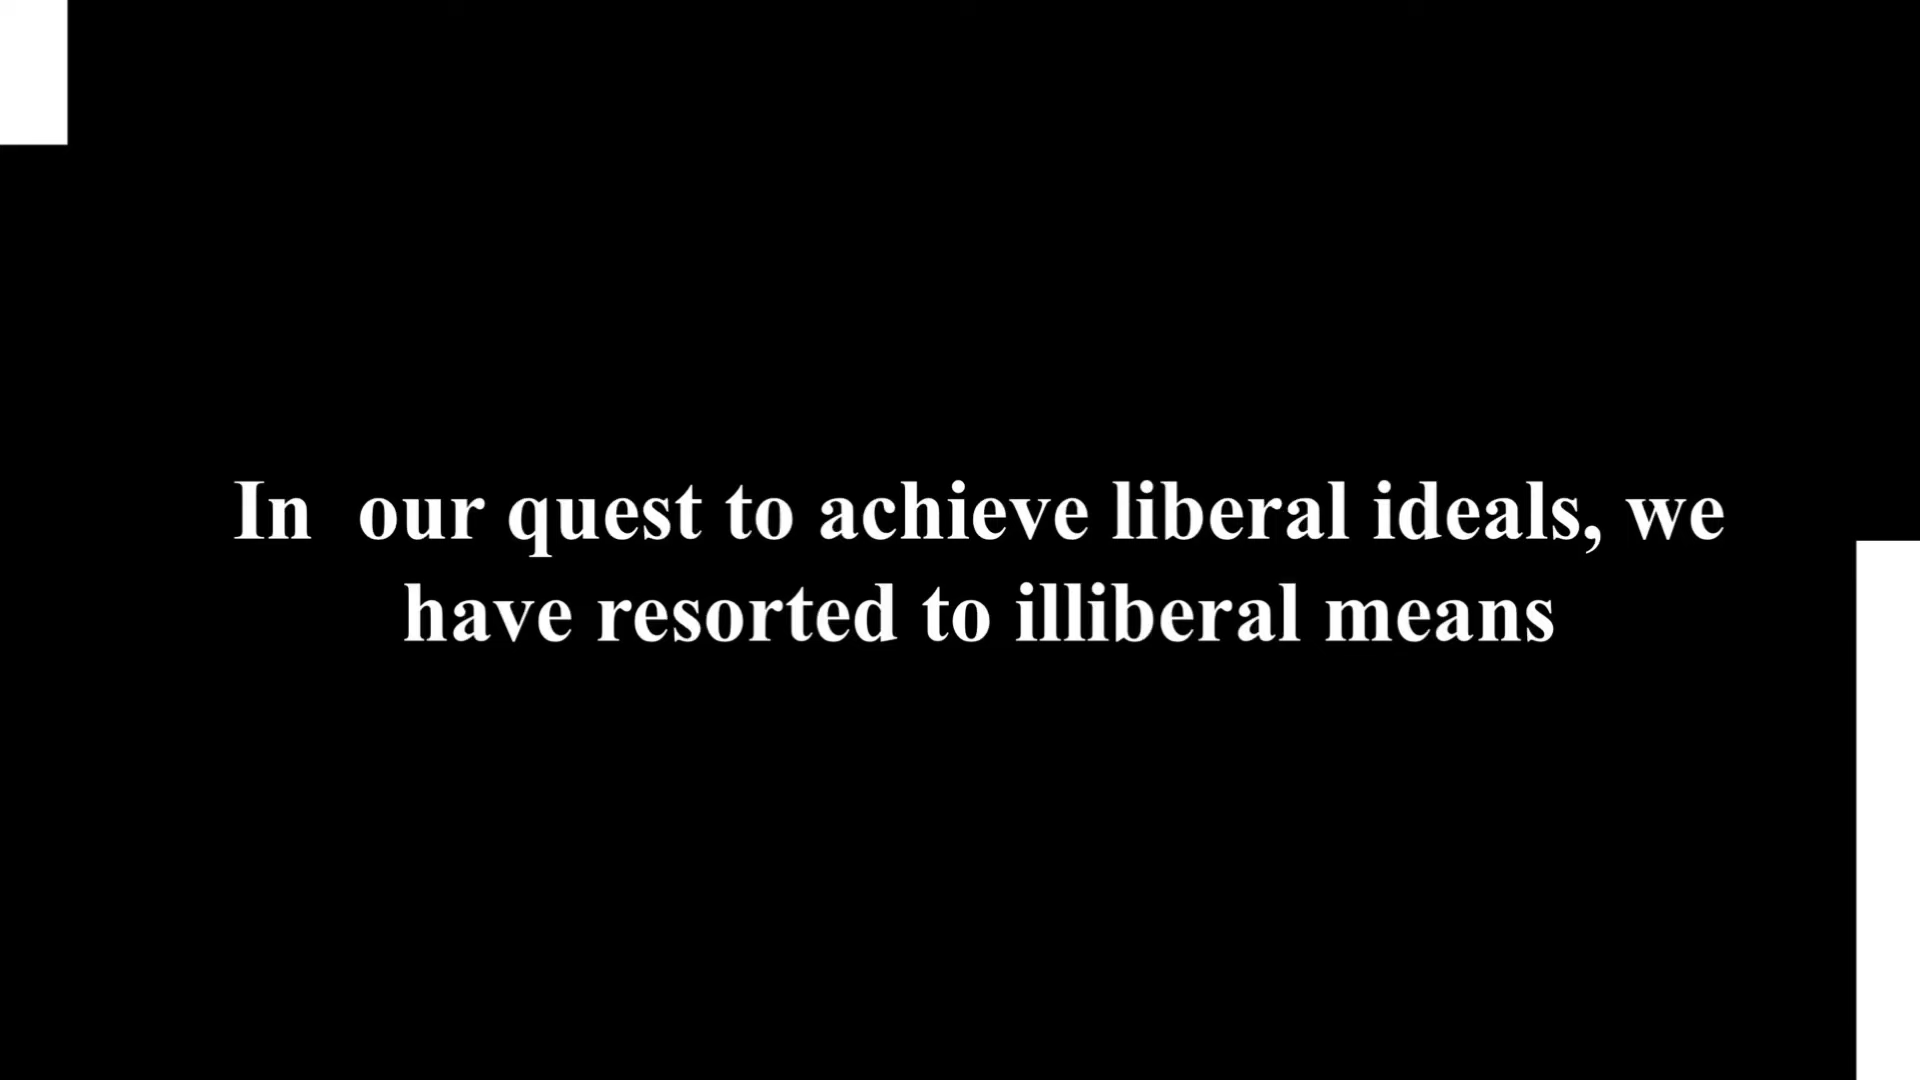 In  our quest to achieve liberal ideals, we
have resorted to illiberal means